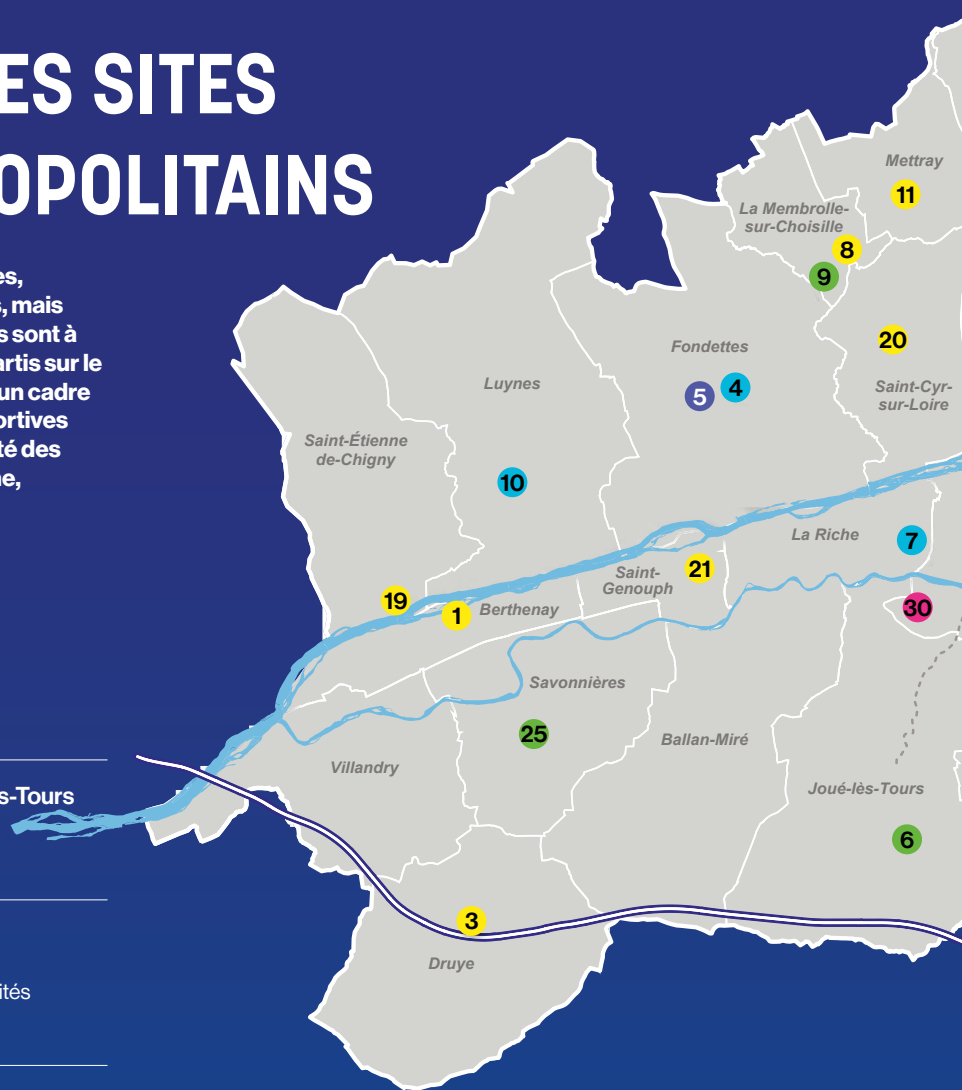 ES SITES
OPOLITAINS
es,
s, mais
s sont à
artis sur le
un cadre
ortives
té des
ne,
s-Tours
ités
Mettray
11
La Membrolle-
sur-Choisille
8
9
20
Saint-Cyr-
sur-Loire
Fondettes
5
4
Luynes
10
Saint-Étienne
de-Chigny
La Riche
7
21
Saint-
Genouph
19
1
Berthenay
30
Savonnières
25
Ballan-Miré
Villandry
Joué-lès-Tours
6
3
Druye